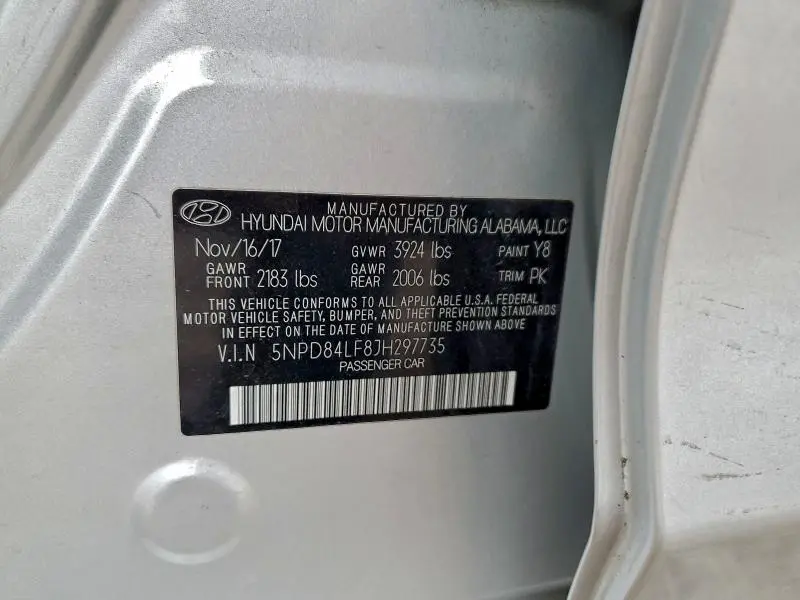 MANUFACTURED BY
HYUNDAI MOTOR MANUFACTURING ALABAMA, LLC
Nov/16/17 GVWR 3924 lbs PAINT Y8
GAWR FRONT 2183 lbs GAWR REAR 2006 lbs TRIM PK
THIS VEHICLE CONFORMS TO ALL APPLICABLE U.S.A. FEDERAL
MOTOR VEHICLE SAFETY, BUMPER, AND THEFT PREVENTION STANDARDS
IN EFFECT ON THE DATE OF MANUFACTURE SHOWN ABOVE
V.I.N 5NPD84LF8JH297735
PASSENGER CAR